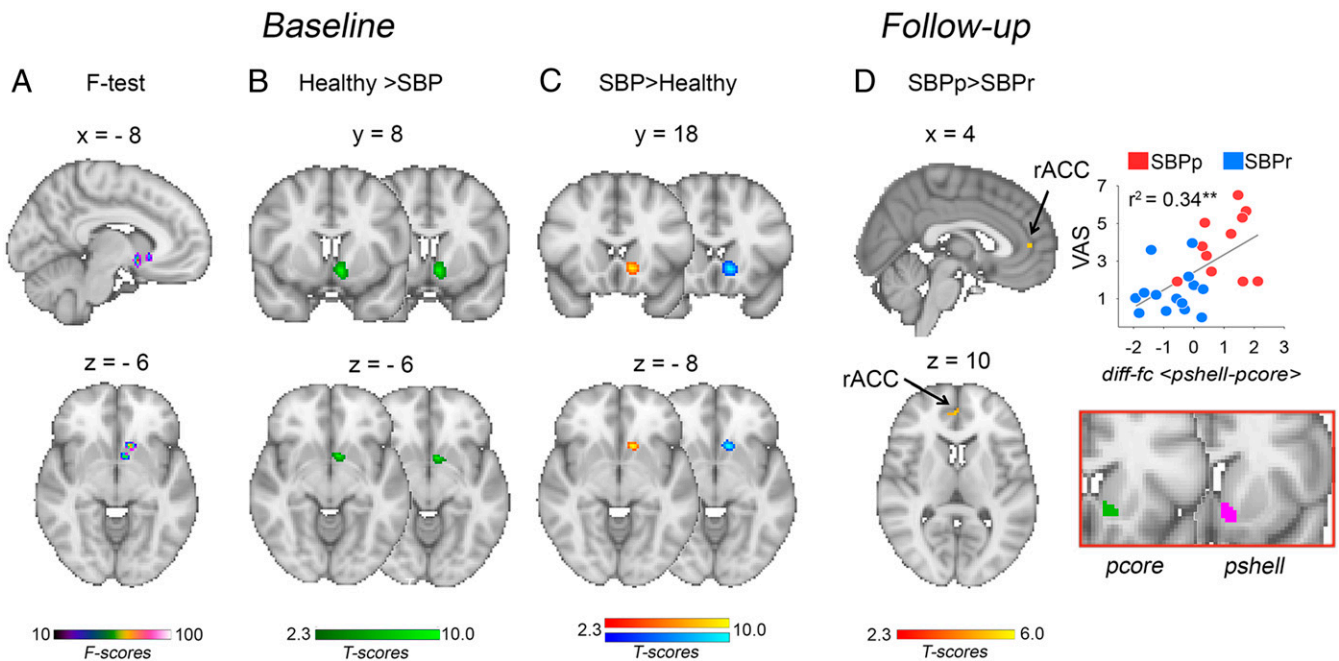 Baseline
Follow-up
A F-test
B Healthy >SBP
C SBP>Healthy
D SBPp>SBPr
x = - 8
y = 8
y = 18
x = 4
rACC
SBPp SBPr
r² = 0.34**
VAS
7
5
3
1
-2 -1 0 1 2 3
diff-fc <pshell-pcore>
z = - 6
z = - 6
z = - 8
z = 10
rACC
pcore pshell
10 100
F-scores
2.3 10.0
T-scores
2.3 10.0
T-scores
2.3 6.0
T-scores